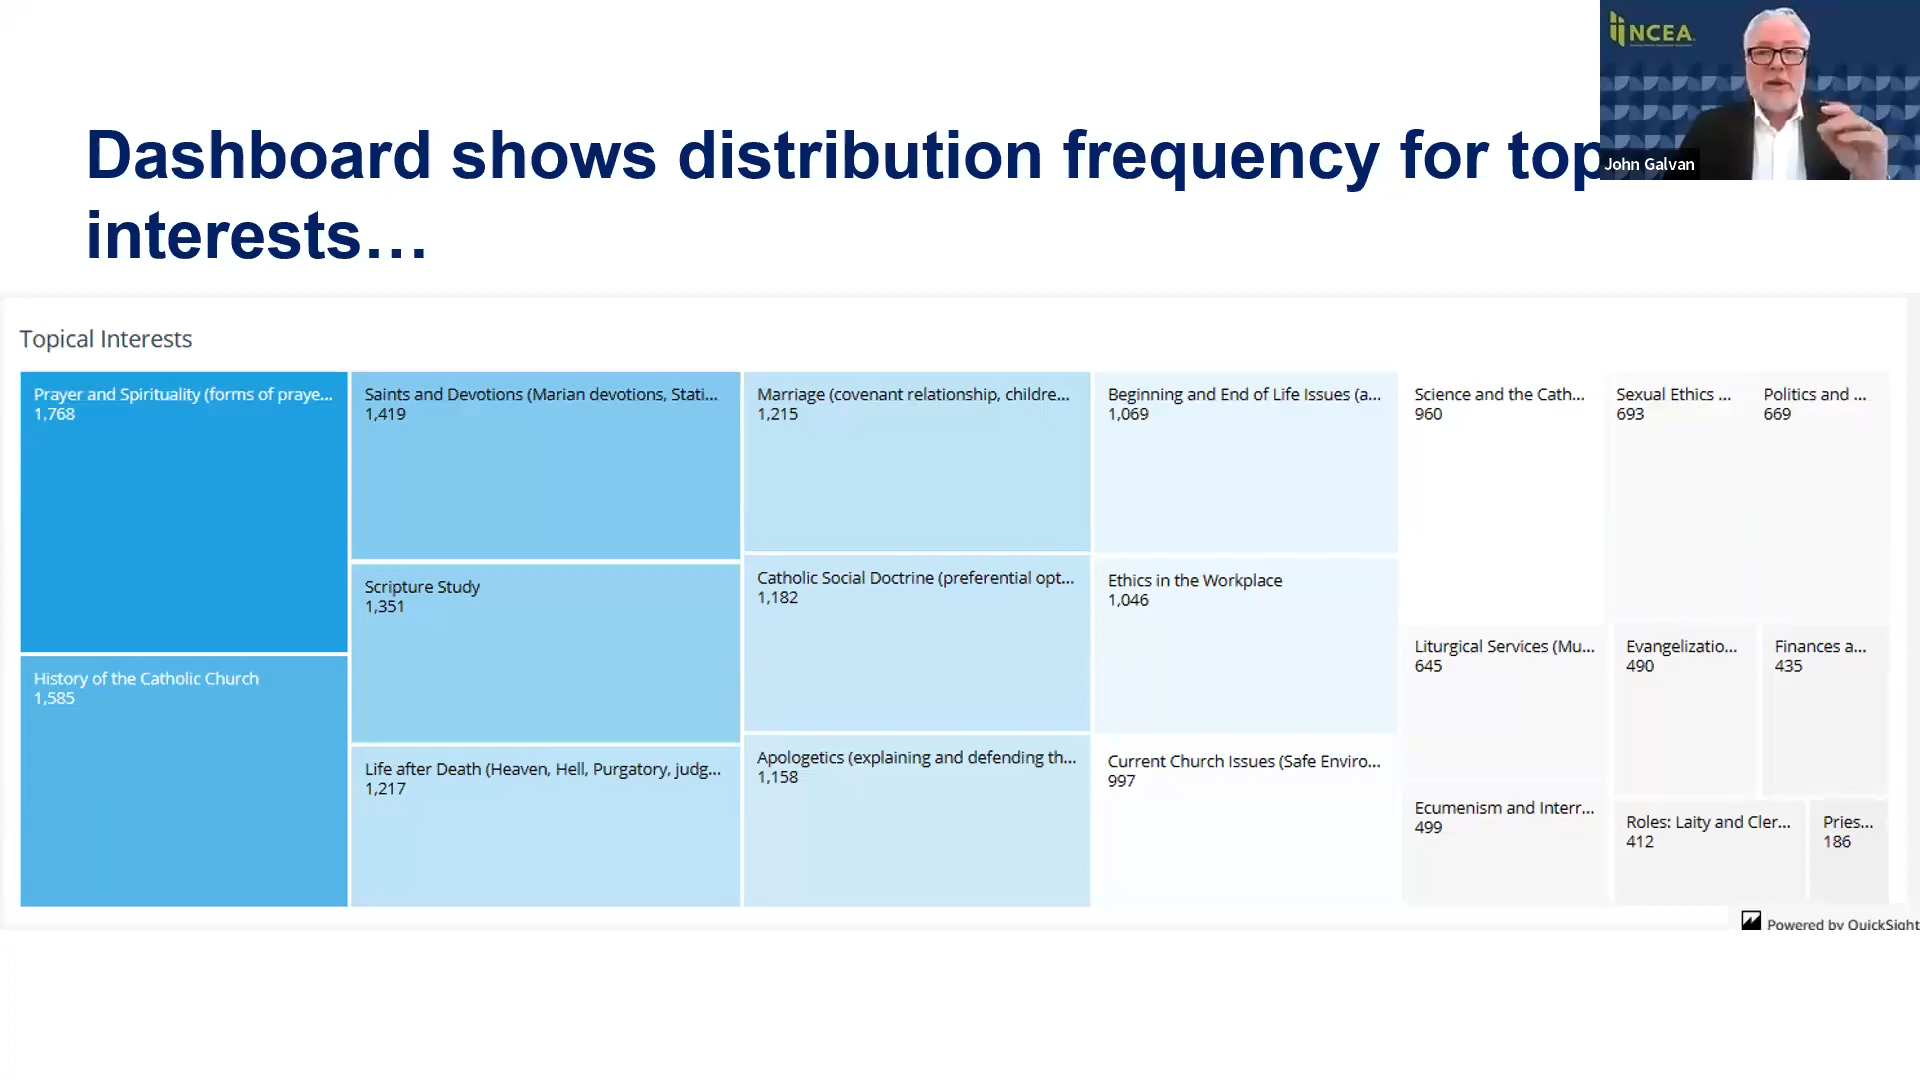 NCEA
John Galvan
Dashboard shows distribution frequency for top
interests…
Topical Interests
Prayer and Spirituality (forms of praye...
1,768
History of the Catholic Church
1,585
Saints and Devotions (Marian devotions, Stati...
1,419
Scripture Study
1,351
Life after Death (Heaven, Hell, Purgatory, judg...
1,217
Marriage (covenant relationship, childre...
1,215
Catholic Social Doctrine (preferential opt...
1,182
Apologetics (explaining and defending th...
1,158
Beginning and End of Life Issues (a...
1,069
Ethics in the Workplace
1,046
Current Church Issues (Safe Enviro...
997
Science and the Cath...
960
Liturgical Services (Mu...
645
Ecumenism and Interr...
499
Sexual Ethics ...
693
Politics and ...
669
Evangelizatio...
490
Finances a...
435
Roles: Laity and Cler...
412
Pries...
186
Powered by QuickSight